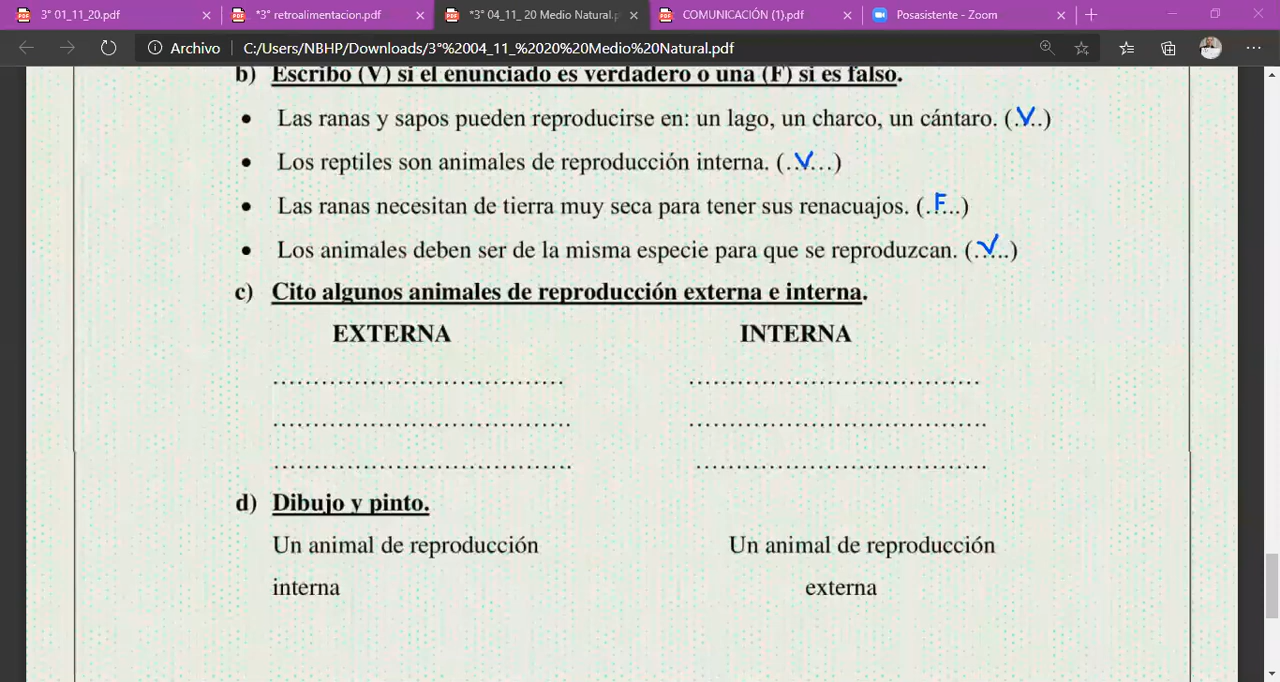 3° 01_11_20.pdf
*3° retroalimentacion.pdf
*3° 04_11_ 20 Medio Natural.p
COMUNICACIÓN (1).pdf
Posasistente - Zoom
Archivo
C:/Users/NBHP/Downloads/3°%2004_11_%2020%20Medio%20Natural.pdf
b) Escribo (V) si el enunciado es verdadero o una (F) si es falso.
• Las ranas y sapos pueden reproducirse en: un lago, un charco, un cántaro. (.V..)
• Los reptiles son animales de reproducción interna. (..V...)
• Las ranas necesitan de tierra muy seca para tener sus renacuajos. (.F...)
• Los animales deben ser de la misma especie para que se reproduzcan. (.V...)
c) Cito algunos animales de reproducción externa e interna.
EXTERNA INTERNA
.................................... ....................................
..................................... .....................................
..................................... ....................................
d) Dibujo y pinto.
Un animal de reproducción Un animal de reproducción
interna externa